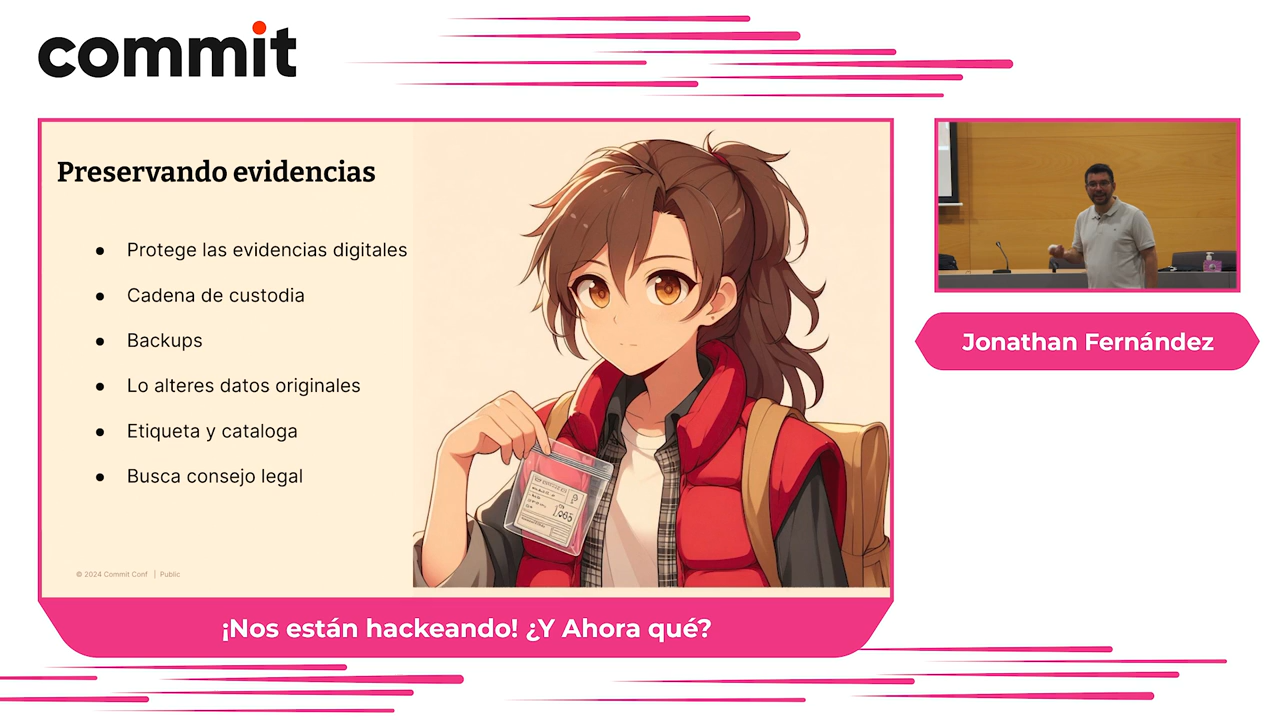 commit
Preservando evidencias
● Protege las evidencias digitales
● Cadena de custodia
● Backups
● Lo alteres datos originales
● Etiqueta y cataloga
● Busca consejo legal
© 2024 Commit Conf | Public
Jonathan Fernández
¡Nos están hackeando! ¿Y Ahora qué?